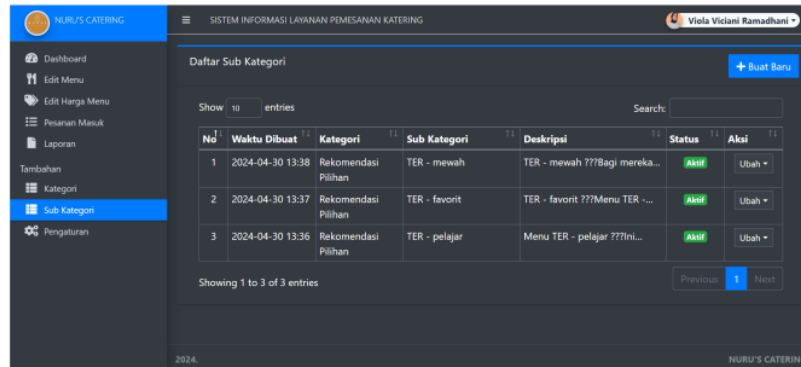 NURU'S CATERING
SISTEM INFORMASI LAYANAN PEMESANAN KATERING
Viola Viciani Ramadhani
Dashboard
Edit Menu
Edit Harga Menu
Pesanan Masuk
Laporan
Tambahan
Kategori
Sub Kategori
Pengaturan
Daftar Sub Kategori
+ Buat Baru
Show 10 entries
Search:
No Waktu Dibuat Kategori Sub Kategori Deskripsi Status Aksi
1 2024-04-30 13:38 Rekomendasi Pilihan TER - mewah TER - mewah ???Bagi mereka... Aktif Ubah
2 2024-04-30 13:37 Rekomendasi Pilihan TER - favorit TER - favorit ???Menu TER -... Aktif Ubah
3 2024-04-30 13:36 Rekomendasi Pilihan TER - pelajar Menu TER - pelajar ???Ini... Aktif Ubah
Showing 1 to 3 of 3 entries
Previous 1 Next
2024.
NURU'S CATERIN